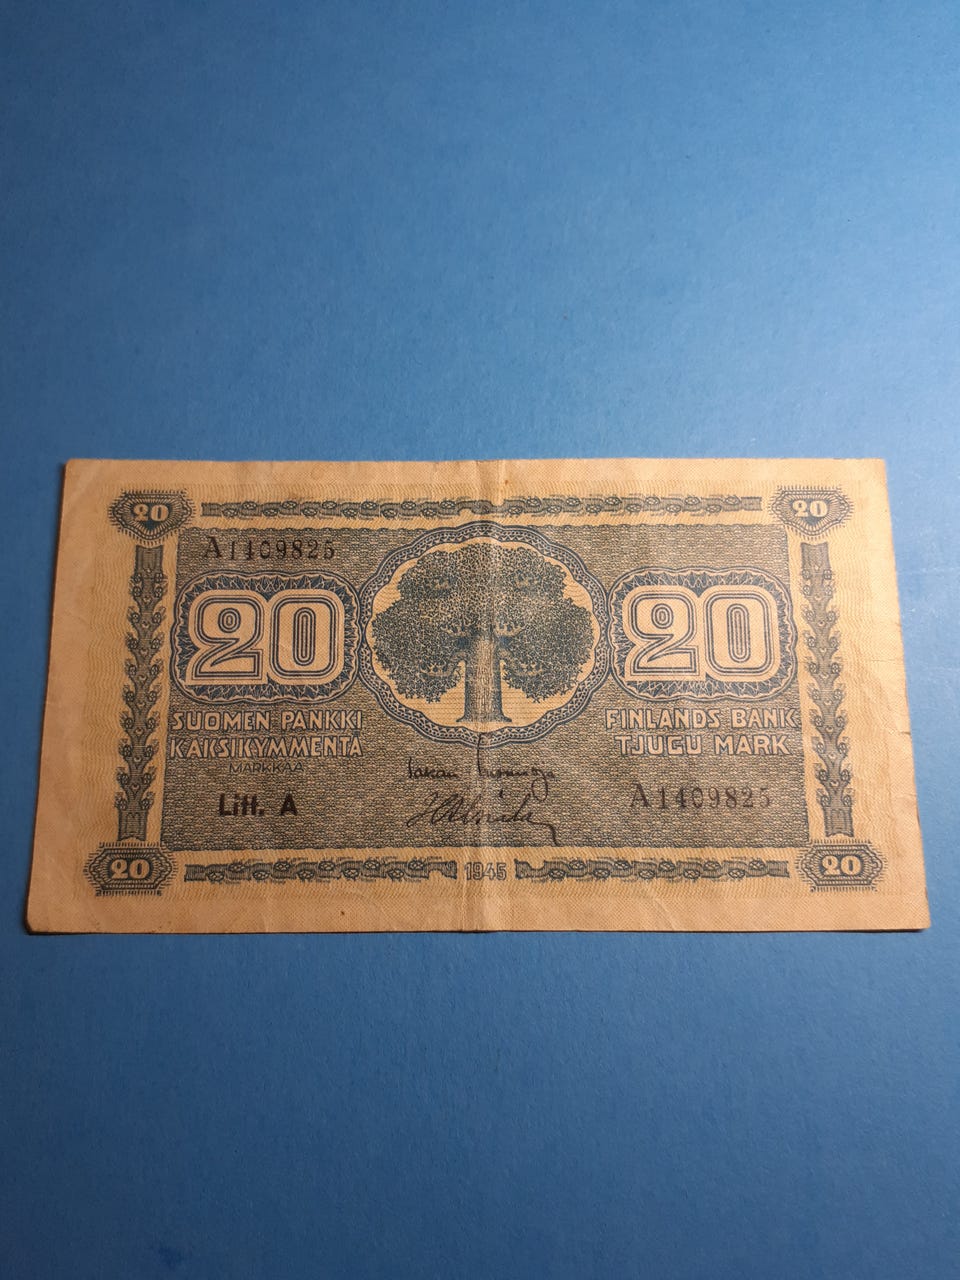 20 20
A1409825
20 20
SUOMEN PANKKI
KAKSIKYMMENTÄ
MARKKAA
FINLANDS BANK
TJUGU MARK
Litt. A
A1409825
20 1945 20